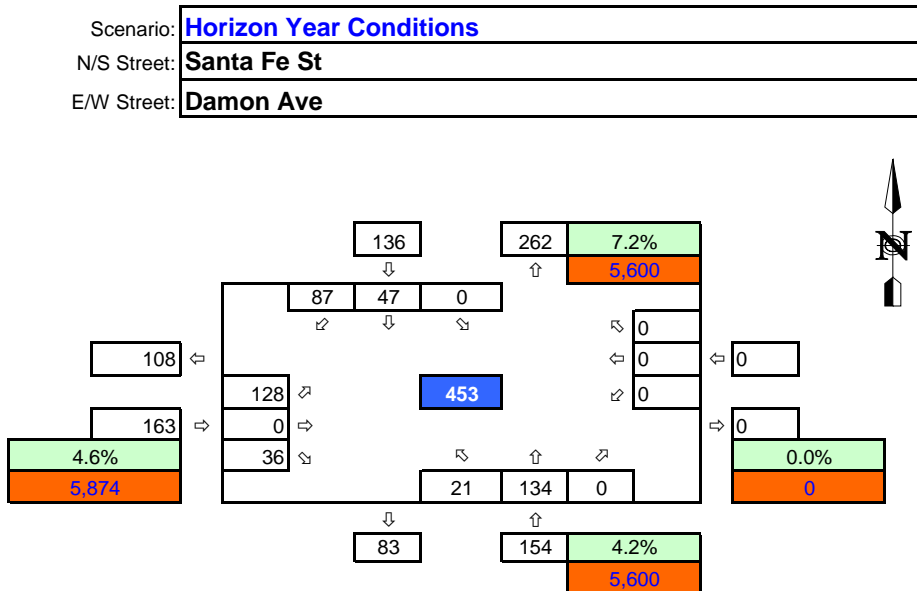 Scenario: Horizon Year Conditions
N/S Street: Santa Fe St
E/W Street: Damon Ave
N
136 262 7.2%
⇩ ⇧ 5,600
87 47 0
⬃ ⇩ ⬂ ⬁ 0
108 ⇦ ⇦ 0 ⇦ 0
128 ⬀ 453 ⬃ 0
163 ⇨ 0 ⇨ ⇨ 0
4.6% 36 ⬂ ⬁ ⇧ ⬀ 0.0%
5,874 21 134 0 0
⇩ ⇧
83 154 4.2%
5,600